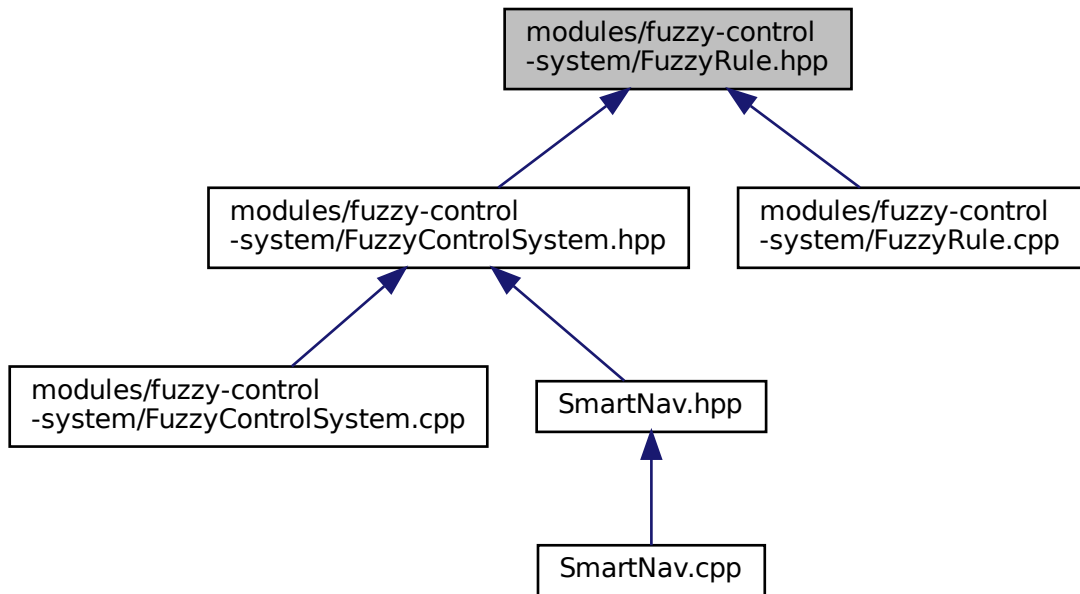 modules/fuzzy-control
-system/FuzzyRule.hpp
modules/fuzzy-control
-system/FuzzyControlSystem.hpp
modules/fuzzy-control
-system/FuzzyRule.cpp
modules/fuzzy-control
-system/FuzzyControlSystem.cpp
SmartNav.hpp
SmartNav.cpp